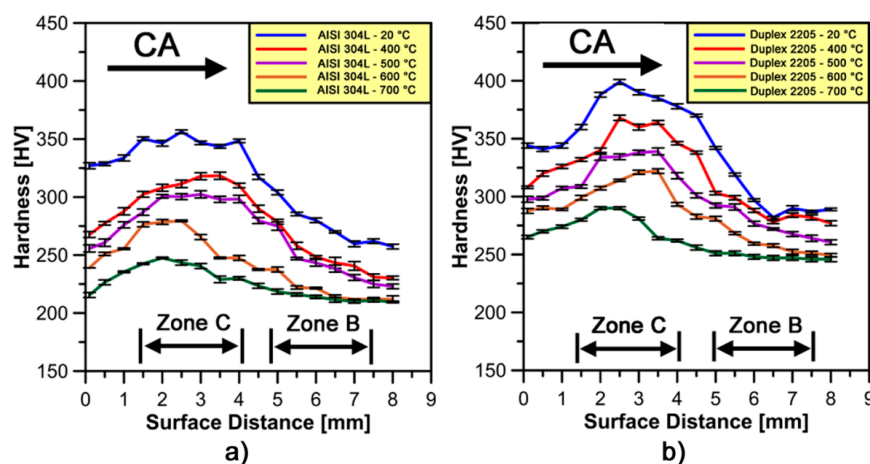 450
400
350
300
250
200
150
Hardness [HV]
CA
AISI 304L - 20 °C
AISI 304L - 400 °C
AISI 304L - 500 °C
AISI 304L - 600 °C
AISI 304L - 700 °C
Zone C
Zone B
0 1 2 3 4 5 6 7 8 9
Surface Distance [mm]
a)
450
400
350
300
250
200
150
Hardness [HV]
CA
Duplex 2205 - 20 °C
Duplex 2205 - 400 °C
Duplex 2205 - 500 °C
Duplex 2205 - 600 °C
Duplex 2205 - 700 °C
Zone C
Zone B
0 1 2 3 4 5 6 7 8 9
Surface Distance [mm]
b)